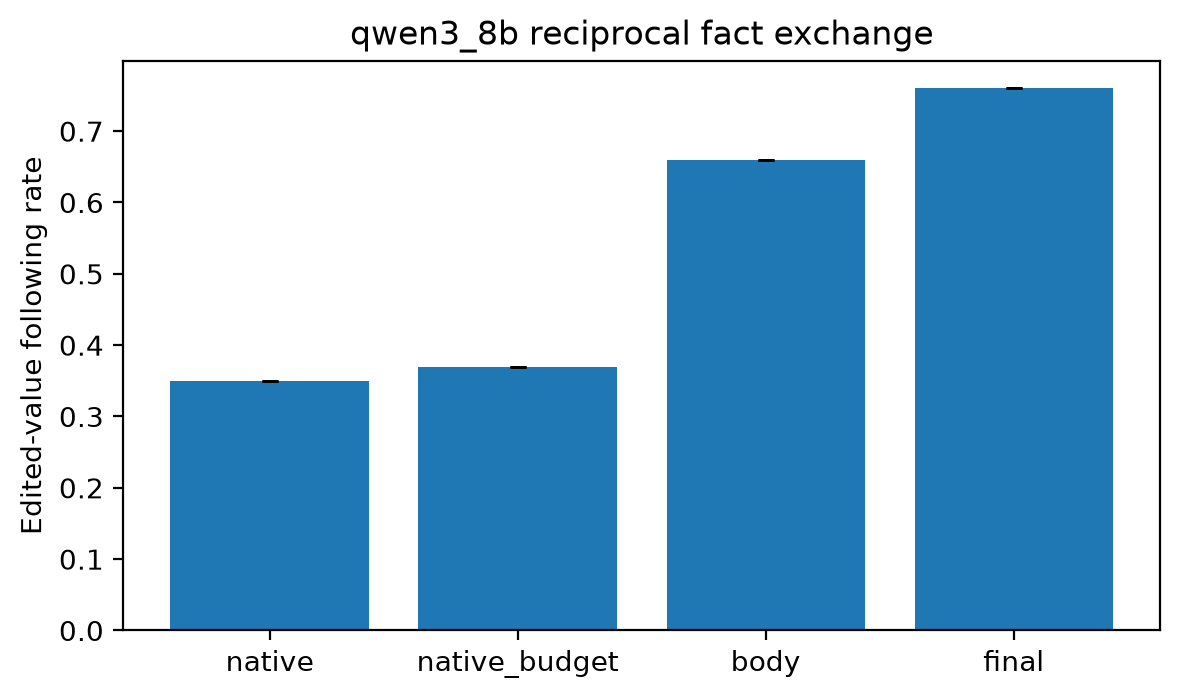 qwen3_8b reciprocal fact exchange
Edited-value following rate
0.7
0.6
0.5
0.4
0.3
0.2
0.1
0.0
native native_budget body final